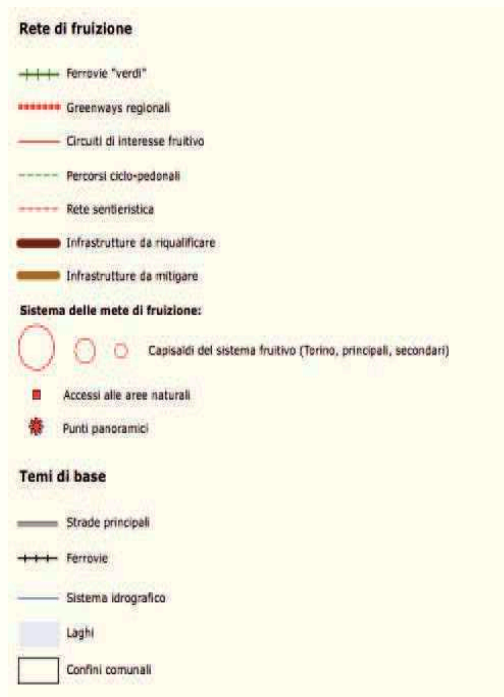 Rete di fruizione
Ferrovie "verdi"
Greenways regionali
Circuiti di interesse fruitivo
Percorsi ciclo-pedonali
Rete sentieristica
Infrastrutture da riqualificare
Infrastrutture da mitigare
Sistema delle mete di fruizione:
Capisaldi del sistema fruitivo (Torino, principali, secondari)
Accessi alle aree naturali
Punti panoramici
Temi di base
Strade principali
Ferrovie
Sistema idrografico
Laghi
Confini comunali